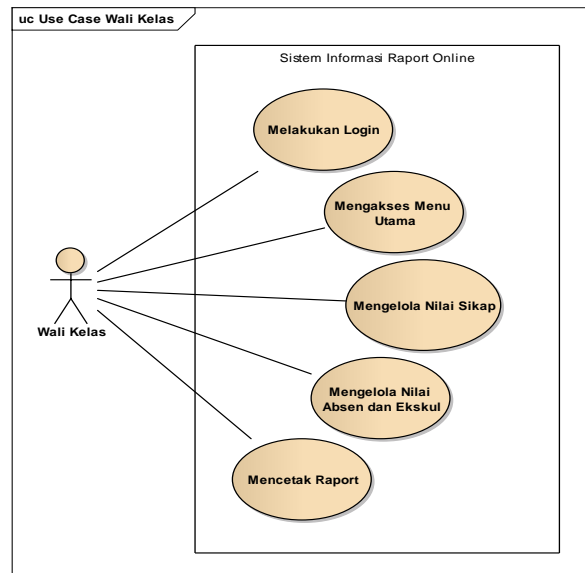 uc Use Case Wali Kelas
Sistem Informasi Raport Online
Melakukan Login
Mengakses Menu
Utama
Mengelola Nilai Sikap
Wali Kelas
Mengelola Nilai
Absen dan Ekskul
Mencetak Raport